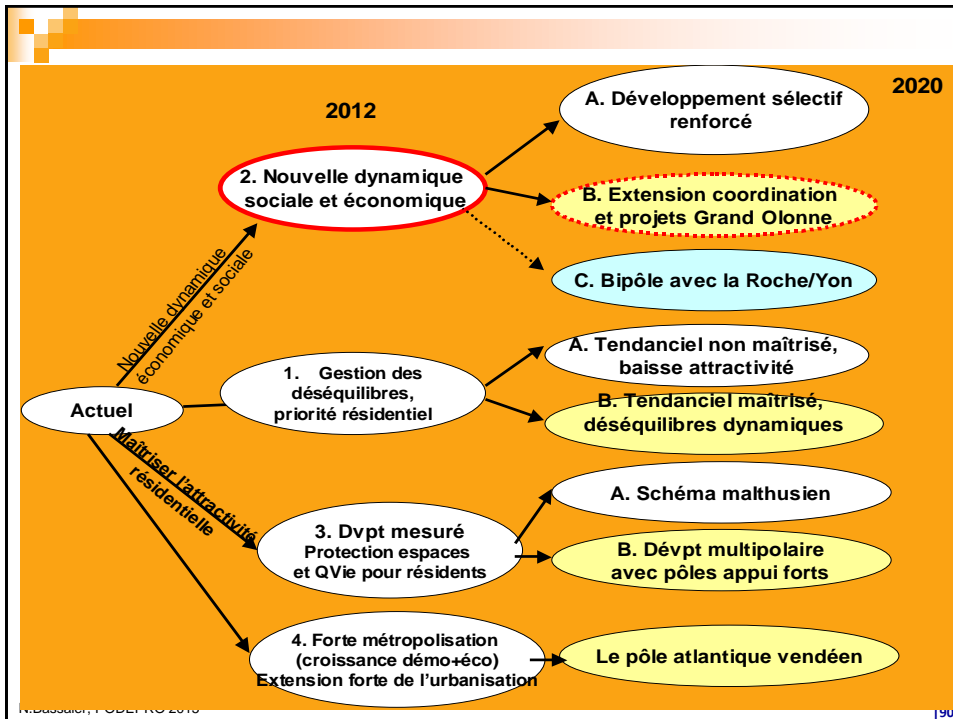 2020
2012
A. Développement sélectif
renforcé
2. Nouvelle dynamique
sociale et économique
B. Extension coordination
et projets Grand Olonne
C. Bipôle avec la Roche/Yon
Nouvelle dynamique
économique et sociale
A. Tendanciel non maîtrisé,
baisse attractivité
1. Gestion des
déséquilibres,
priorité résidentiel
Actuel
B. Tendanciel maîtrisé,
déséquilibres dynamiques
Maîtriser l'attractivité
résidentielle
A. Schéma malthusien
3. Dvpt mesuré
Protection espaces
et QVie pour résidents
B. Dévpt multipolaire
avec pôles appui forts
4. Forte métropolisation
(croissance démo+éco)
Extension forte de l'urbanisation
Le pôle atlantique vendéen
90